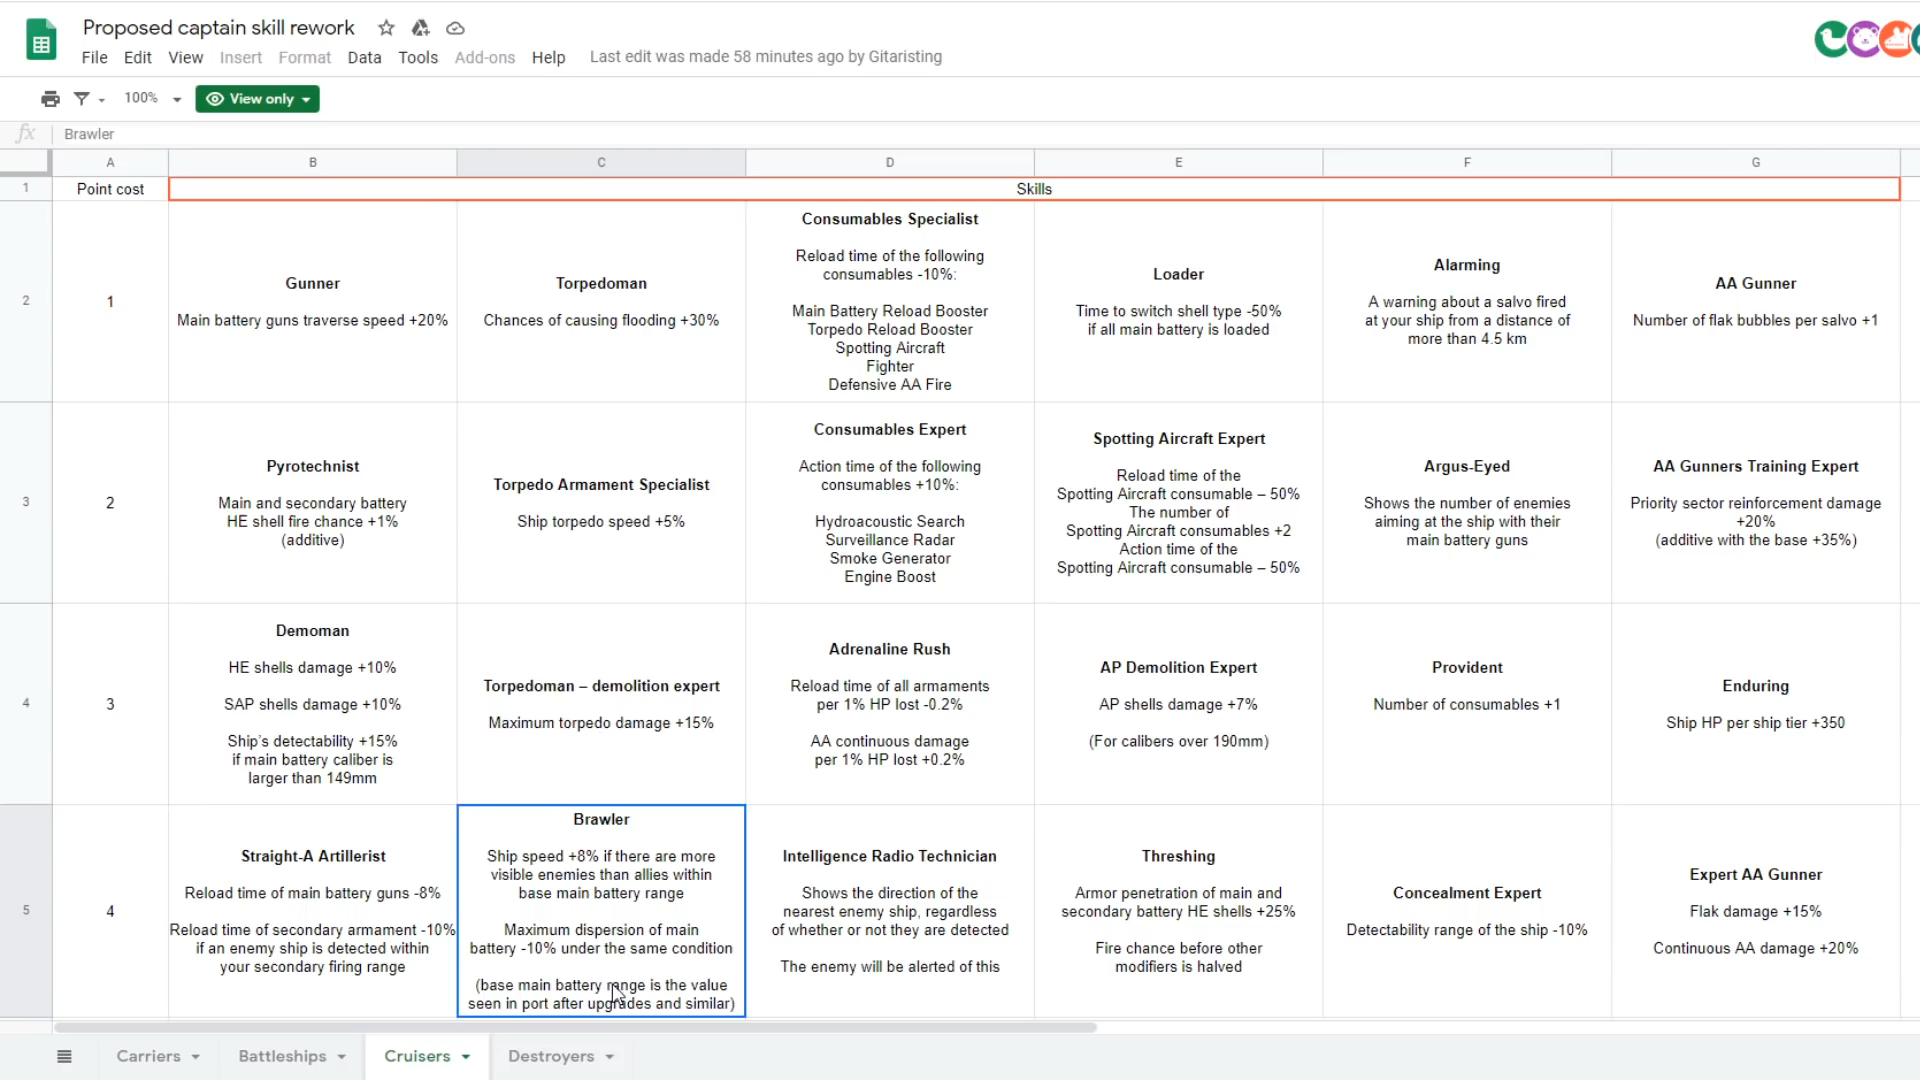 Proposed captain skill rework
File Edit View Insert Format Data Tools Add-ons Help Last edit was made 58 minutes ago by Gitaristing
100% View only
fx Brawler
A B C D E F G
1 Point cost Skills
2
1
Gunner
Main battery guns traverse speed +20%
Torpedoman
Chances of causing flooding +30%
Consumables Specialist
Reload time of the following
consumables -10%:
Main Battery Reload Booster
Torpedo Reload Booster
Spotting Aircraft
Fighter
Defensive AA Fire
Loader
Time to switch shell type -50%
if all main battery is loaded
Alarming
A warning about a salvo fired
at your ship from a distance of
more than 4.5 km
AA Gunner
Number of flak bubbles per salvo +1
3
2
Pyrotechnist
Main and secondary battery
HE shell fire chance +1%
(additive)
Torpedo Armament Specialist
Ship torpedo speed +5%
Consumables Expert
Action time of the following
consumables +10%:
Hydroacoustic Search
Surveillance Radar
Smoke Generator
Engine Boost
Spotting Aircraft Expert
Reload time of the
Spotting Aircraft consumable – 50%
The number of
Spotting Aircraft consumables +2
Action time of the
Spotting Aircraft consumable – 50%
Argus-Eyed
Shows the number of enemies
aiming at the ship with their
main battery guns
AA Gunners Training Expert
Priority sector reinforcement damage
+20%
(additive with the base +35%)
4
3
Demoman
HE shells damage +10%
SAP shells damage +10%
Ship's detectability +15%
if main battery caliber is
larger than 149mm
Torpedoman – demolition expert
Maximum torpedo damage +15%
Adrenaline Rush
Reload time of all armaments
per 1% HP lost -0.2%
AA continuous damage
per 1% HP lost +0.2%
AP Demolition Expert
AP shells damage +7%
(For calibers over 190mm)
Provident
Number of consumables +1
Enduring
Ship HP per ship tier +350
5
4
Straight-A Artillerist
Reload time of main battery guns -8%
Reload time of secondary armament -10%
if an enemy ship is detected within
your secondary firing range
Brawler
Ship speed +8% if there are more
visible enemies than allies within
base main battery range
Maximum dispersion of main
battery -10% under the same condition
(base main battery range is the value
seen in port after upgrades and similar)
Intelligence Radio Technician
Shows the direction of the
nearest enemy ship, regardless
of whether or not they are detected
The enemy will be alerted of this
Threshing
Armor penetration of main and
secondary battery HE shells +25%
Fire chance before other
modifiers is halved
Concealment Expert
Detectability range of the ship -10%
Expert AA Gunner
Flak damage +15%
Continuous AA damage +20%
Carriers Battleships Cruisers Destroyers